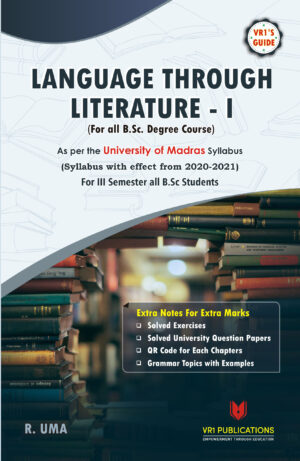 VR1'S
GUIDE
LANGUAGE THROUGH
LITERATURE - I
(For all B.Sc. Degree Course)
As per the University of Madras Syllabus
(Syllabus with effect from 2020-2021)
For III Semester all B.Sc Students
Extra Notes For Extra Marks
Solved Exercises
Solved University Question Papers
QR Code for Each Chapters
Grammar Topics with Examples
R. UMA
VR1 PUBLICATIONS
EMPOWERMENT THROUGH EDUCATION